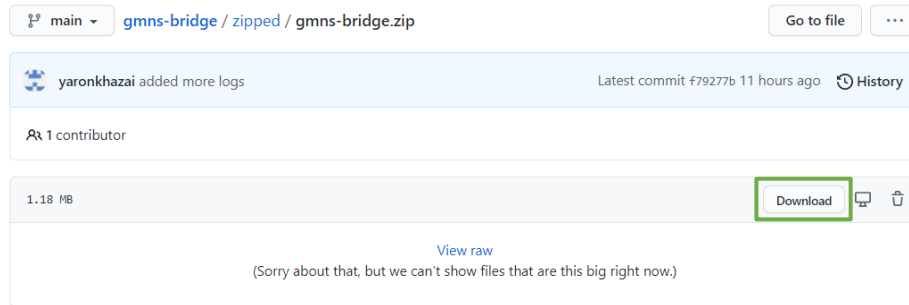 main gmns-bridge / zipped / gmns-bridge.zip Go to file ...
yaronkhazai added more logs Latest commit f79277b 11 hours ago History
1 contributor
1.18 MB Download
View raw
(Sorry about that, but we can't show files that are this big right now.)